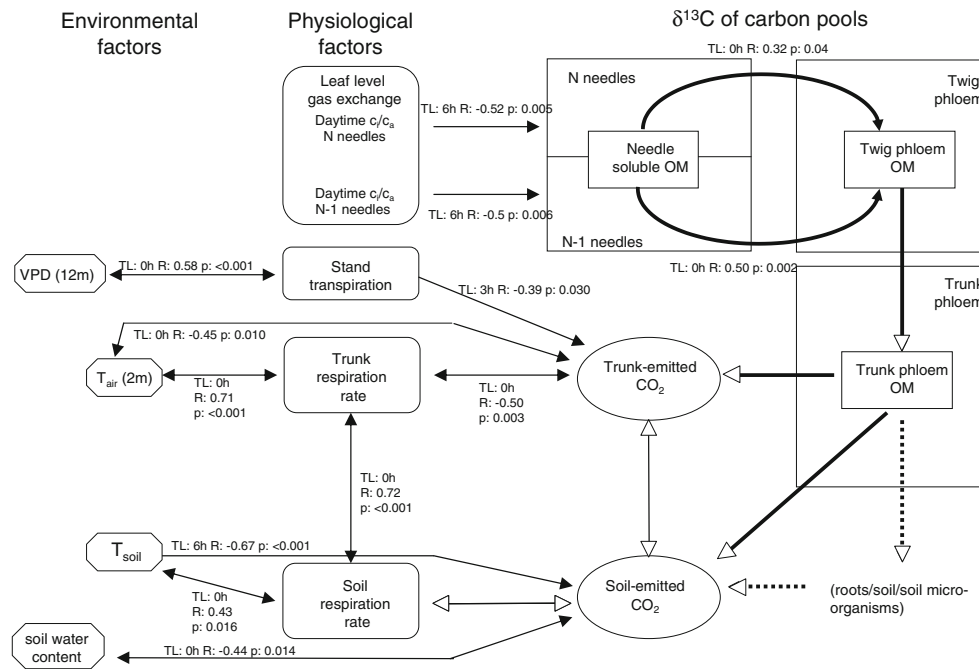 Environmental
factors
Physiological
factors
δ¹³C of carbon pools
TL: 0h R: 0.32 p: 0.04
Leaf level
gas exchange
Daytime cᵢ/cₐ
N needles
Daytime cᵢ/cₐ
N-1 needles
TL: 6h R: -0.52 p: 0.005
TL: 6h R: -0.5 p: 0.006
N needles
Needle
soluble OM
N-1 needles
Twig
phloem
Twig phloem
OM
TL: 0h R: 0.50 p: 0.002
Trunk
phloem
VPD (12m)
TL: 0h R: 0.58 p: <0.001
Stand
transpiration
TL: 3h R: -0.39 p: 0.030
TL: 0h R: -0.45 p: 0.010
T_air (2m)
TL: 0h
R: 0.71
p: <0.001
Trunk
respiration
rate
TL: 0h
R: -0.50
p: 0.003
Trunk-emitted
CO₂
Trunk phloem
OM
TL: 0h
R: 0.72
p: <0.001
T_soil
TL: 6h R: -0.67 p: <0.001
TL: 0h
R: 0.43
p: 0.016
Soil
respiration
rate
Soil-emitted
CO₂
(roots/soil/soil micro-
organisms)
soil water
content
TL: 0h R: -0.44 p: 0.014